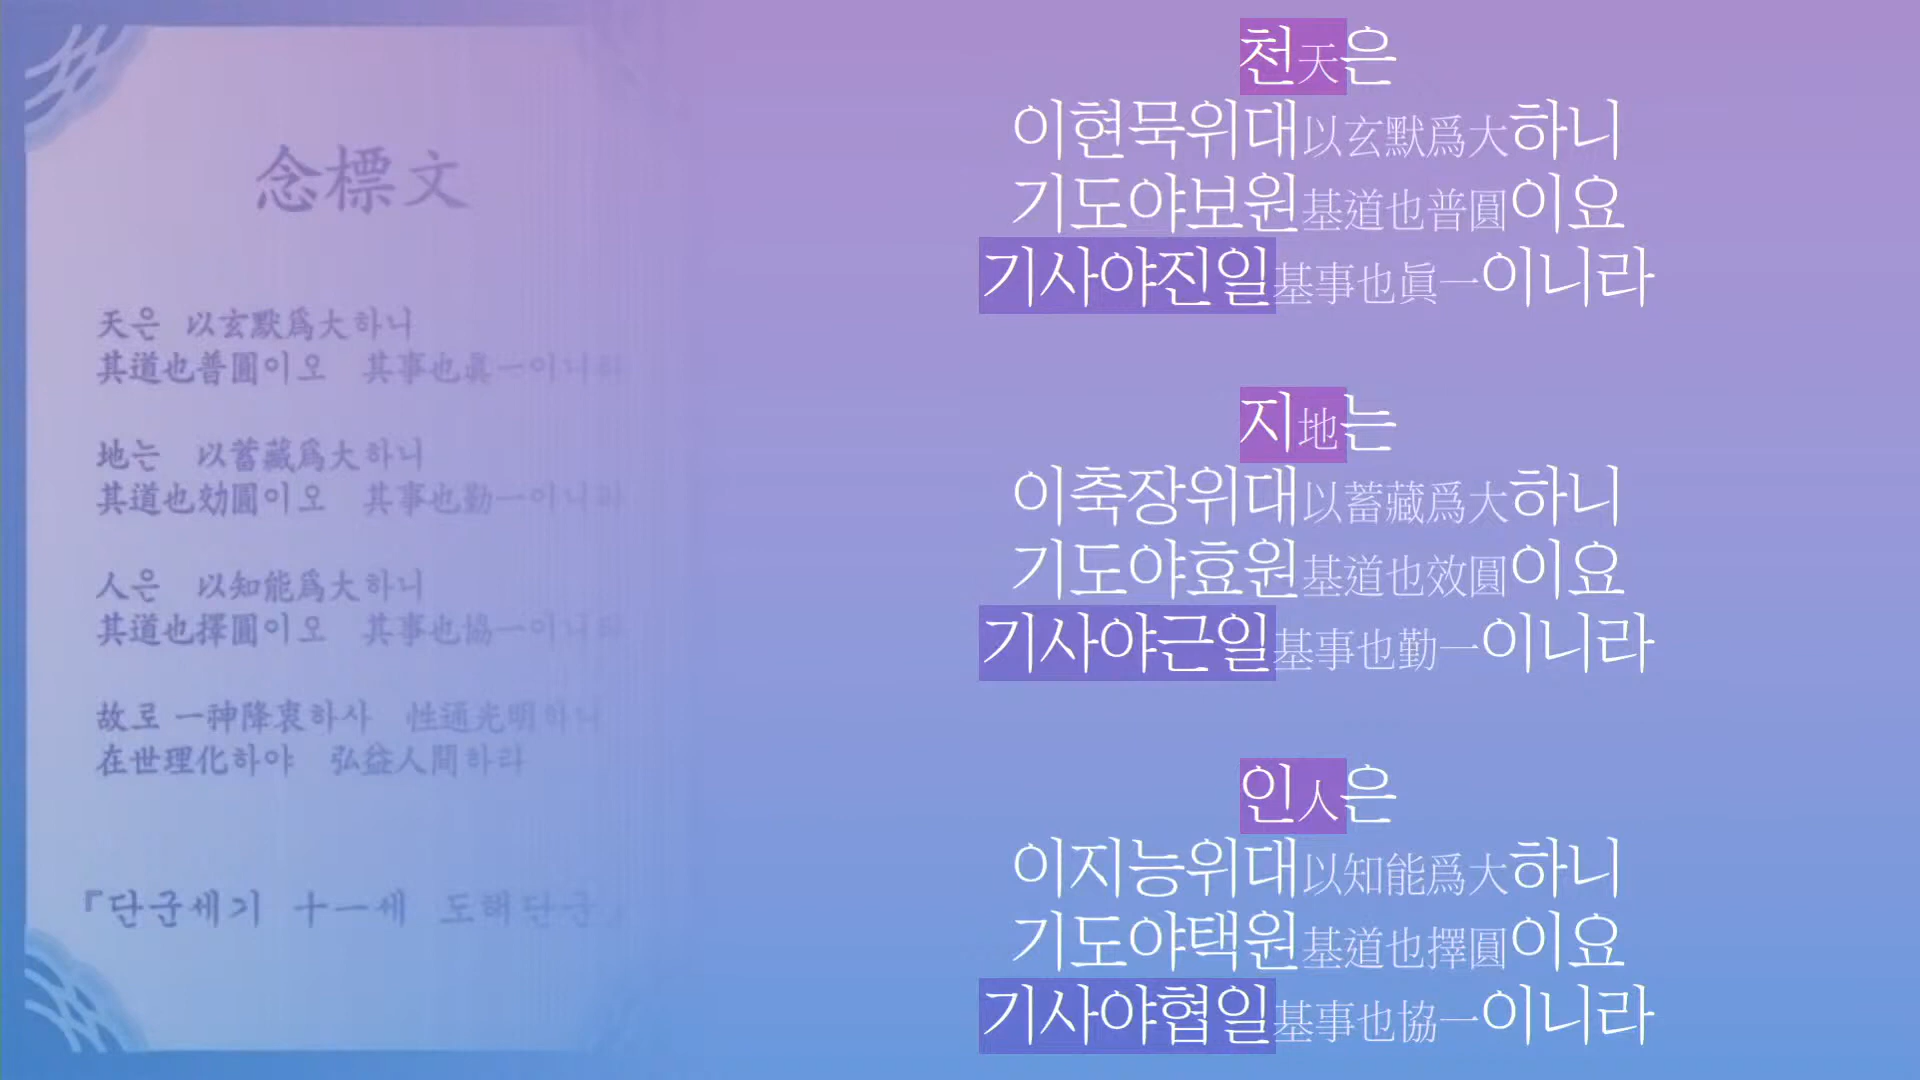 念標文
天은 以玄默爲大하니
其道也普圓이오 其事也眞一이니라
地는 以蓄藏爲大하니
其道也効圓이오 其事也勤一이니라
人은 以知能爲大하니
其道也擇圓이오 其事也協一이니라
故로 一神降衷하사 性通光明하니
在世理化하야 弘益人間하라
『단군세기 十一세 도해단군』
천天은
이현묵위대以玄默爲大하니
기도야보원基道也普圓이요
기사야진일基事也眞一이니라
지地는
이축장위대以蓄藏爲大하니
기도야효원基道也效圓이요
기사야근일基事也勤一이니라
인人은
이지능위대以知能爲大하니
기도야택원基道也擇圓이요
기사야협일基事也協一이니라